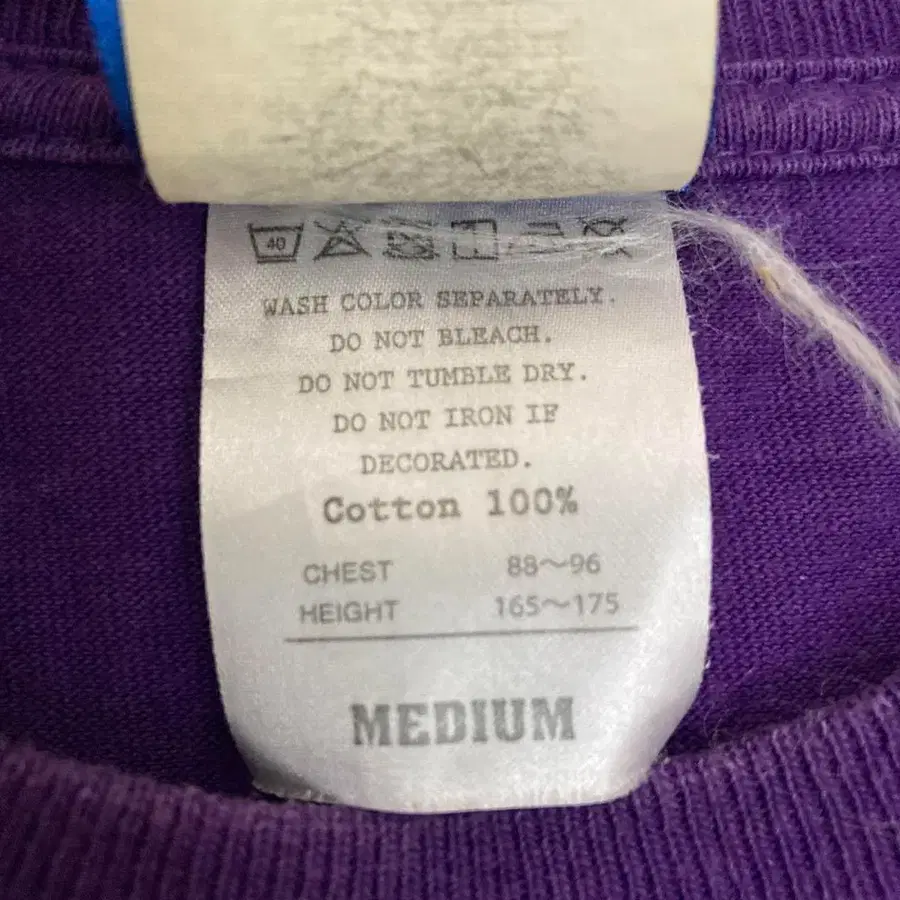 40
WASH COLOR SEPARATELY.
DO NOT BLEACH.
DO NOT TUMBLE DRY.
DO NOT IRON IF
DECORATED.
Cotton 100%
CHEST 88～96
HEIGHT 165～175
MEDIUM